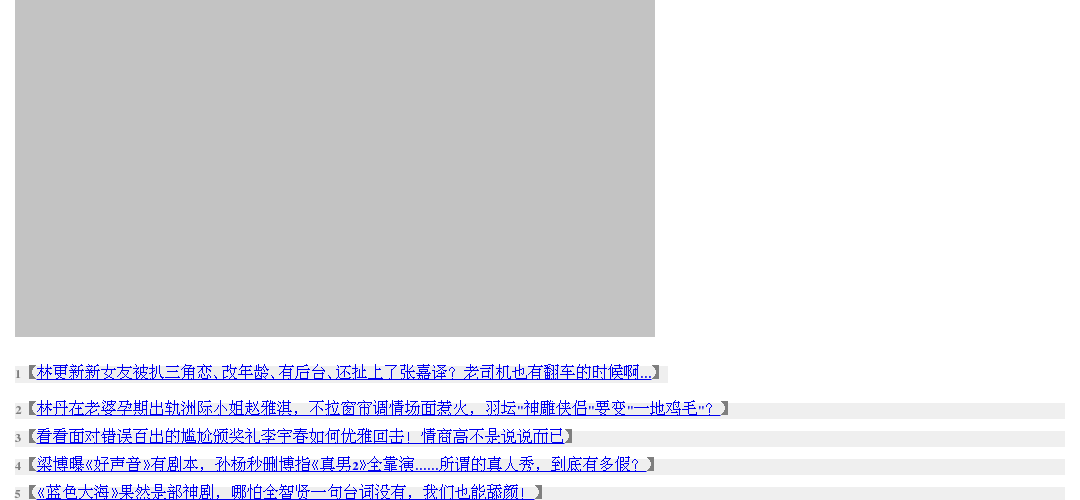 1【林更新新女友被扒三角恋、改年龄、有后台、还扯上了张嘉译？老司机也有翻车的时候啊...】
2【林丹在老婆孕期出轨洲际小姐赵雅淇，不拉窗帘调情场面惹火，羽坛"神雕侠侣"要变"一地鸡毛"？】
3【看看面对错误百出的尴尬颁奖礼李宇春如何优雅回击！情商高不是说说而已】
4【梁博曝《好声音》有剧本，孙杨秒删博指《真男2》全靠演......所谓的真人秀，到底有多假？】
5【《蓝色大海》果然是部神剧，哪怕全智贤一句台词没有，我们也能舔颜！】